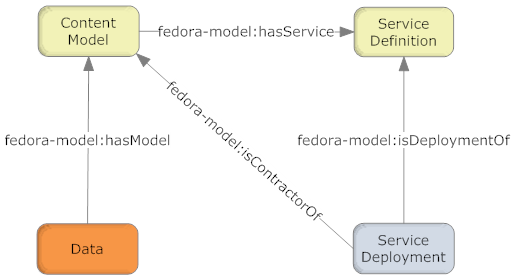 Content
Model
fedora-model:hasService
Service
Definition
fedora-model:hasModel
fedora-model:isContractorOf
fedora-model:isDeploymentOf
Data
Service
Deployment